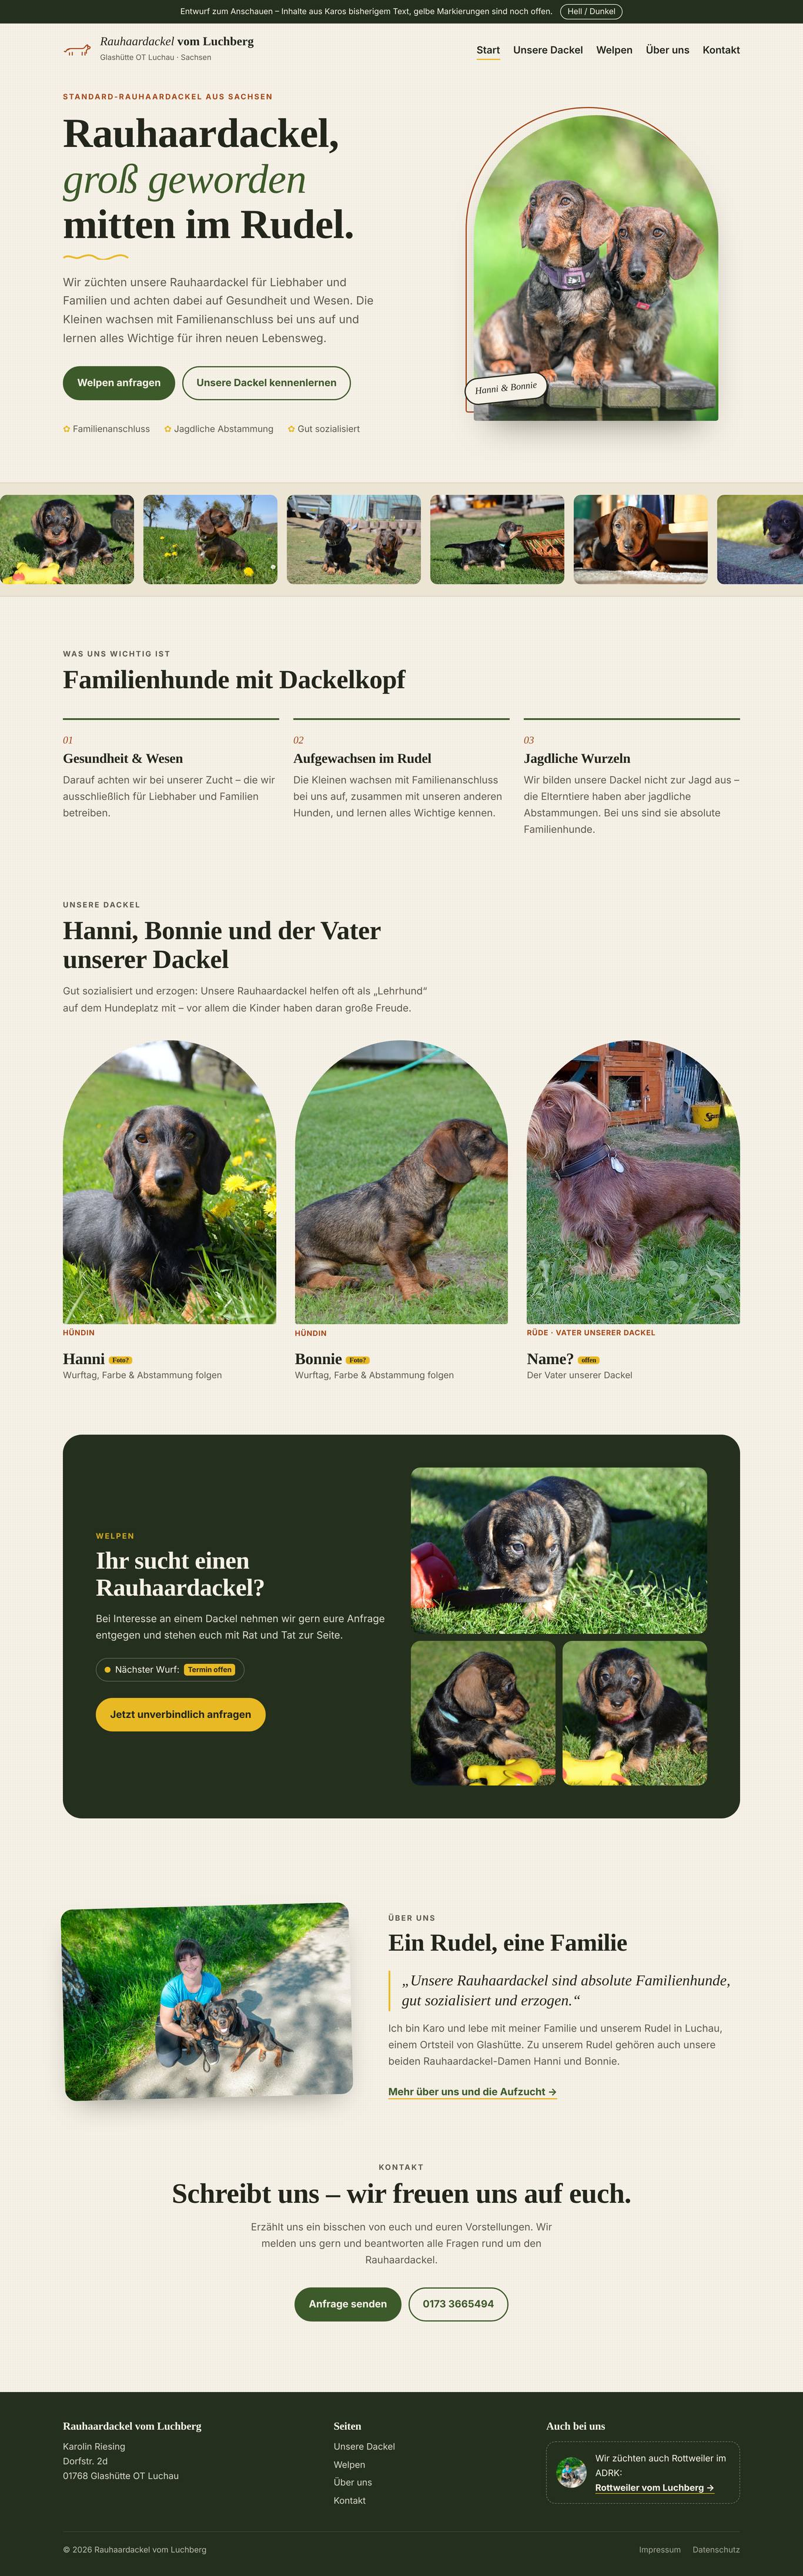 Entwurf zum Anschauen – Inhalte aus Karos bisherigem Text, gelbe Markierungen sind noch offen. Hell / Dunkel
Rauhaardackel vom Luchberg
Glashütte OT Luchau · Sachsen
Start Unsere Dackel Welpen Über uns Kontakt
STANDARD-RAUHAARDACKEL AUS SACHSEN
Rauhaardackel,
groß geworden
mitten im Rudel.
Wir züchten unsere Rauhaardackel für Liebhaber und
Familien und achten dabei auf Gesundheit und Wesen. Die
Kleinen wachsen mit Familienanschluss bei uns auf und
lernen alles Wichtige für ihren neuen Lebensweg.
Welpen anfragen
Unsere Dackel kennenlernen
Familienanschluss
Jagdliche Abstammung
Gut sozialisiert
Hanni & Bonnie
WAS UNS WICHTIG IST
Familienhunde mit Dackelkopf
01
Gesundheit & Wesen
Darauf achten wir bei unserer Zucht – die wir
ausschließlich für Liebhaber und Familien
betreiben.
02
Aufgewachsen im Rudel
Die Kleinen wachsen mit Familienanschluss
bei uns auf, zusammen mit unseren anderen
Hunden, und lernen alles Wichtige kennen.
03
Jagdliche Wurzeln
Wir bilden unsere Dackel nicht zur Jagd aus –
die Elterntiere haben aber jagdliche
Abstammungen. Bei uns sind sie absolute
Familienhunde.
UNSERE DACKEL
Hanni, Bonnie und der Vater
unserer Dackel
Gut sozialisiert und erzogen: Unsere Rauhaardackel helfen oft als „Lehrhund“
auf dem Hundeplatz mit – vor allem die Kinder haben daran große Freude.
HÜNDIN
Hanni Foto?
Wurftag, Farbe & Abstammung folgen
HÜNDIN
Bonnie Foto?
Wurftag, Farbe & Abstammung folgen
RÜDE · VATER UNSERER DACKEL
Name? offen
Der Vater unserer Dackel
WELPEN
Ihr sucht einen
Rauhaardackel?
Bei Interesse an einem Dackel nehmen wir gern eure Anfrage
entgegen und stehen euch mit Rat und Tat zur Seite.
Nächster Wurf: Termin offen
Jetzt unverbindlich anfragen
ÜBER UNS
Ein Rudel, eine Familie
„Unsere Rauhaardackel sind absolute Familienhunde,
gut sozialisiert und erzogen.“
Ich bin Karo und lebe mit meiner Familie und unserem Rudel in Luchau,
einem Ortsteil von Glashütte. Zu unserem Rudel gehören auch unsere
beiden Rauhaardackel-Damen Hanni und Bonnie.
Mehr über uns und die Aufzucht →
KONTAKT
Schreibt uns – wir freuen uns auf euch.
Erzählt uns ein bisschen von euch und euren Vorstellungen. Wir
melden uns gern und beantworten alle Fragen rund um den
Rauhaardackel.
Anfrage senden
0173 3665494
Rauhaardackel vom Luchberg
Karolin Riesing
Dorfstr. 2d
01768 Glashütte OT Luchau
Seiten
Unsere Dackel
Welpen
Über uns
Kontakt
Auch bei uns
Wir züchten auch Rottweiler im
ADRK:
Rottweiler vom Luchberg →
© 2026 Rauhaardackel vom Luchberg
Impressum Datenschutz